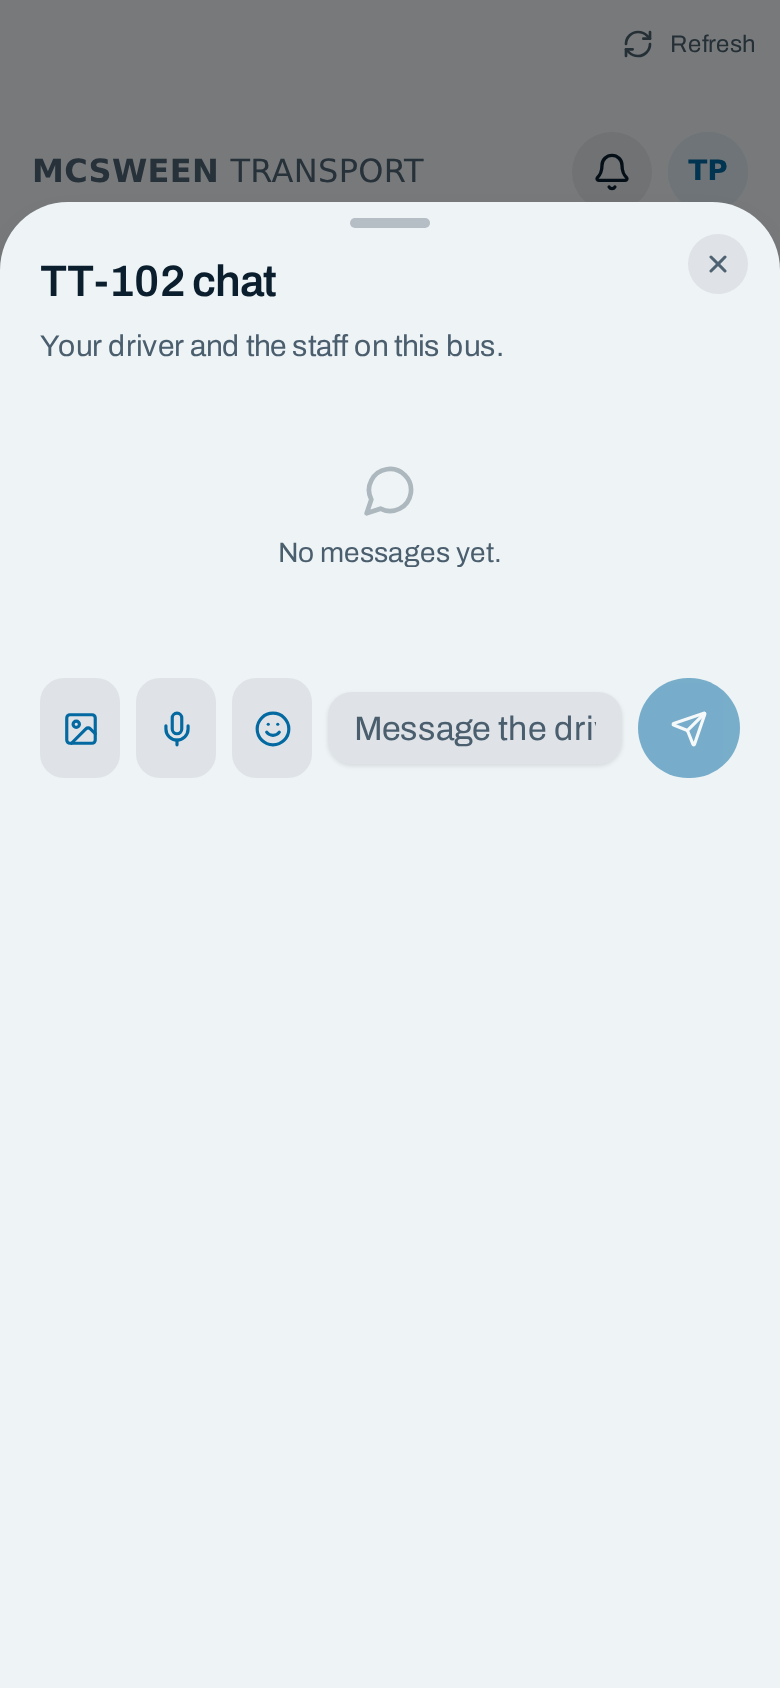 Refresh
MCSWEEN TRANSPORT
TP
TT-102 chat
Your driver and the staff on this bus.
No messages yet.
Message the dri